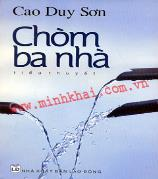 Cao Duy Sơn
Chòm
ba nhà
tiểu thuyết
www.minhkhai.com.vn
NHÀ XUẤT BẢN LAO ĐỘNG